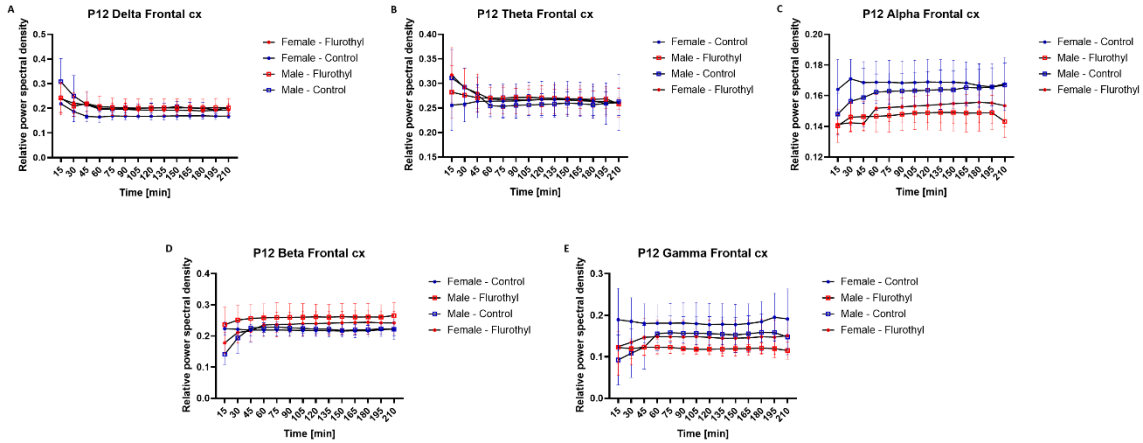 A
P12 Delta Frontal cx
Relative power spectral density
0.5
0.4
0.3
0.2
0.1
0.0
15 30 45 60 75 90 105 120 135 150 165 180 195 210
Time [min]
Female - Flurothyl
Female - Control
Male - Flurothyl
Male - Control
B
P12 Theta Frontal cx
Relative power spectral density
0.40
0.35
0.30
0.25
0.20
0.15
15 30 45 60 75 90 105 120 135 150 165 180 195 210
Time [min]
Female - Control
Male - Flurothyl
Male - Control
Female - Flurothyl
C
P12 Alpha Frontal cx
Relative power spectral density
0.20
0.18
0.16
0.14
0.12
15 30 45 60 75 90 105 120 135 150 165 180 195 210
Time [min]
Female - Control
Male - Flurothyl
Male - Control
Female - Flurothyl
D
P12 Beta Frontal cx
Relative power spectral density
0.4
0.3
0.2
0.1
0.0
15 30 45 60 75 90 105 120 135 150 165 180 195 210
Time [min]
Female - Control
Male - Flurothyl
Male - Control
Female - Flurothyl
E
P12 Gamma Frontal cx
Relative power spectral density
0.3
0.2
0.1
0.0
15 30 45 60 75 90 105 120 135 150 165 180 195 210
Time [min]
Female - Control
Male - Flurothyl
Male - Control
Female - Flurothyl